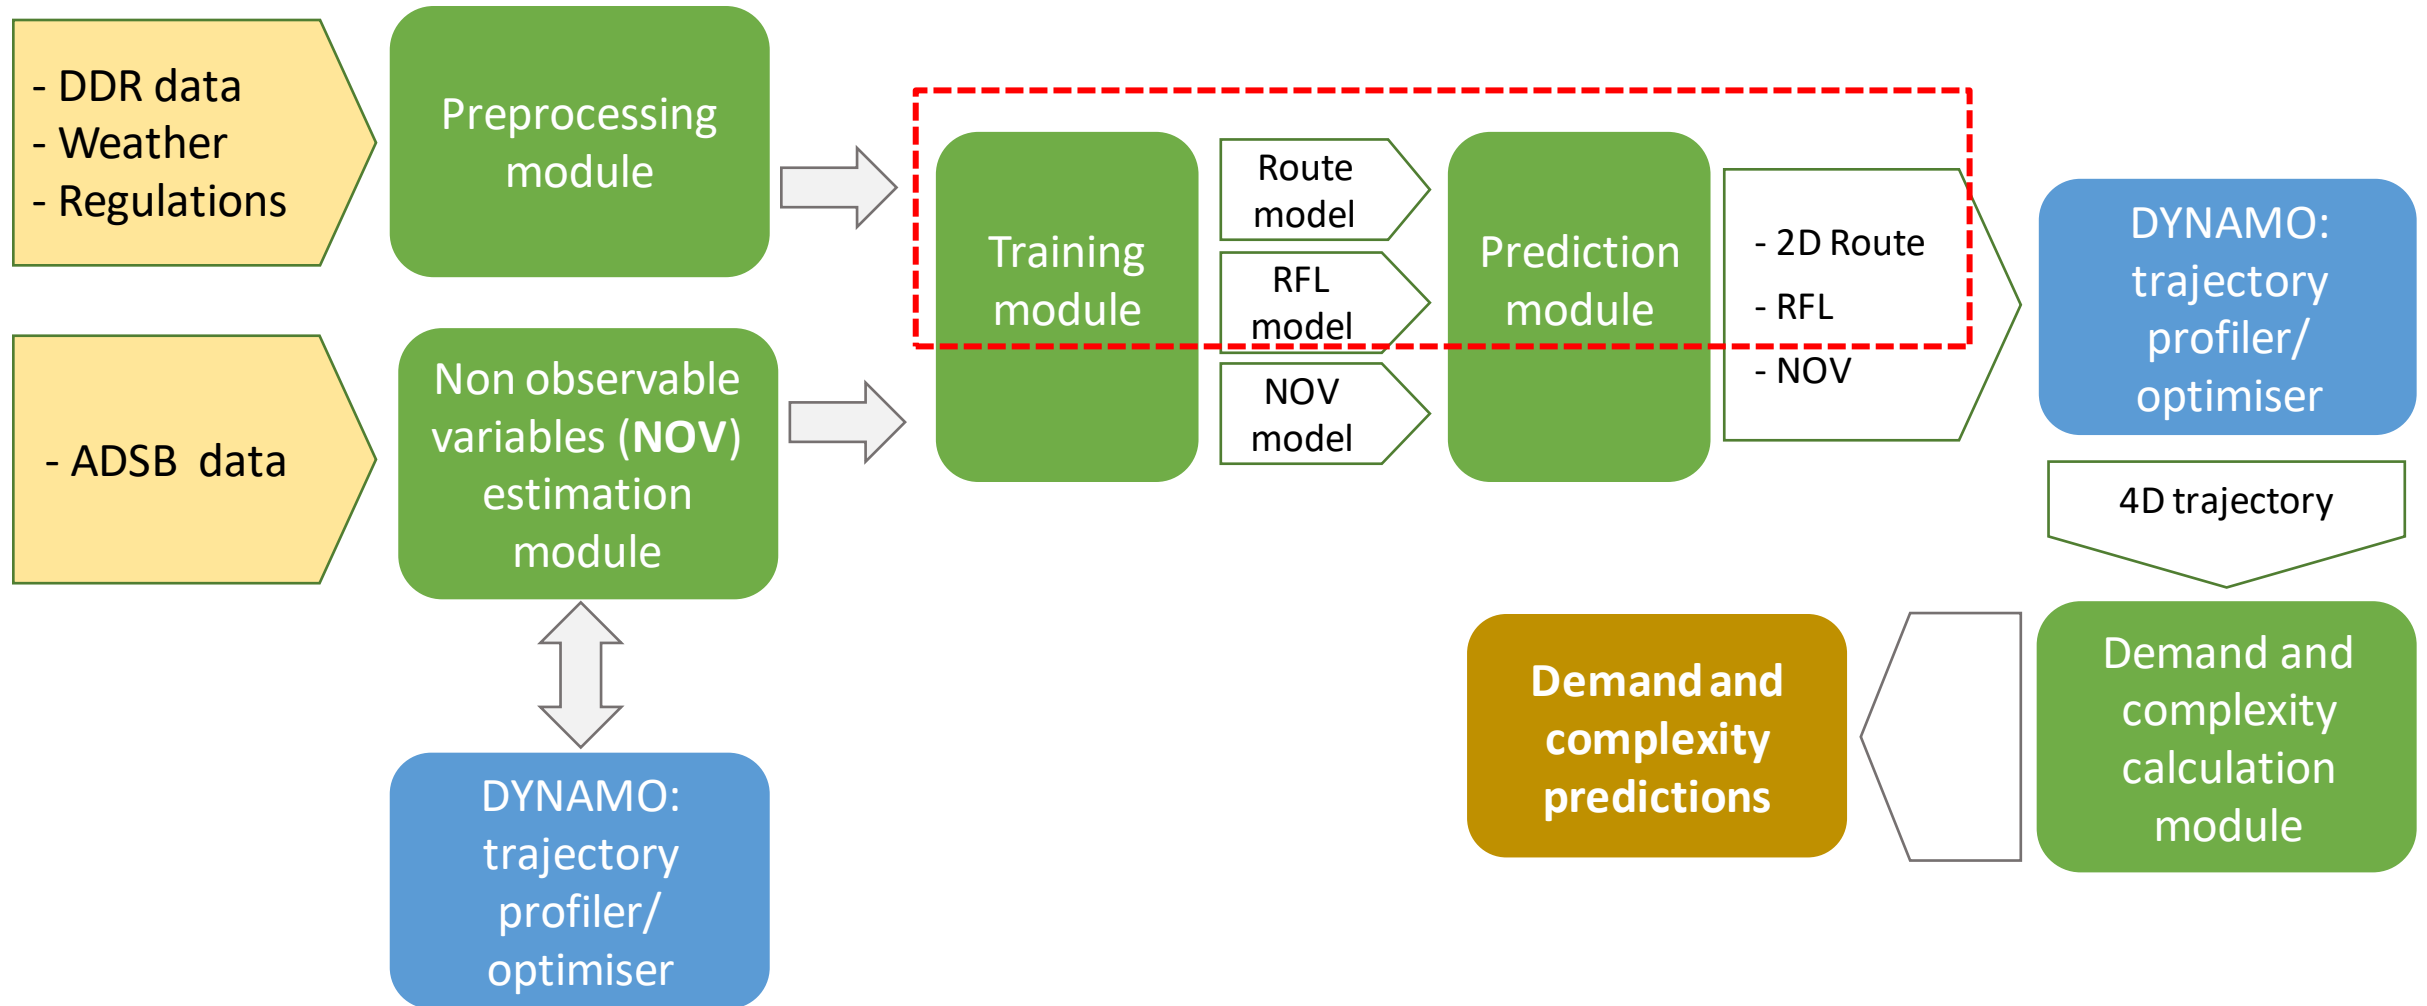 - DDR data
- Weather
- Regulations
Preprocessing
module
- ADSB data
Non observable
variables (NOV)
estimation
module
DYNAMO:
trajectory
profiler/
optimiser
Training
module
Route
model
RFL
model
NOV
model
Prediction
module
- 2D Route
- RFL
- NOV
DYNAMO:
trajectory
profiler/
optimiser
4D trajectory
Demand and
complexity
calculation
module
Demand and
complexity
predictions